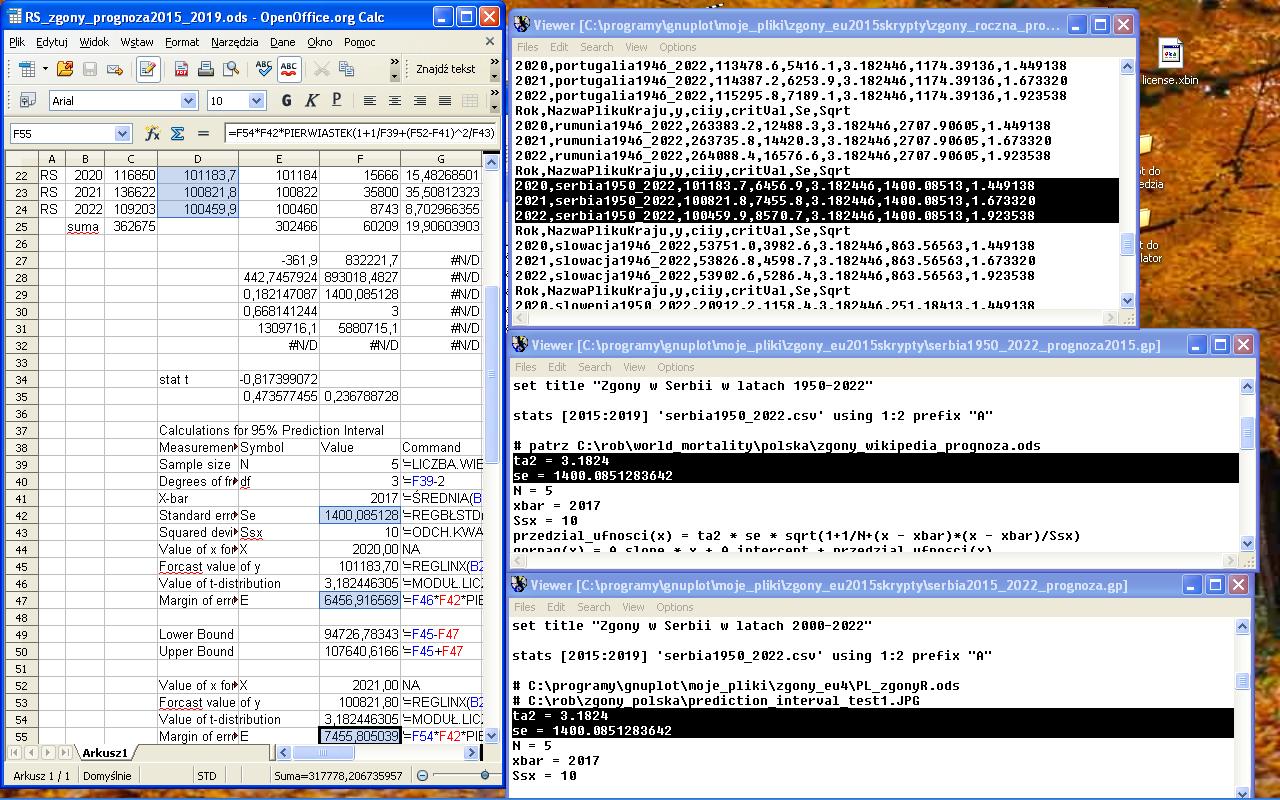 RS_zgony_prognoza2015_2019.ods - OpenOffice.org Calc
Plik Edytuj Widok Wstaw Format Narzędzia Dane Okno Pomoc
Znajdź tekst
Arial 10 G K P
F55 =F54*F42*PIERWIASTEK(1+1/F39+(F52-F41)^2/F43)
A B C D E F G
22 RS 2020 116850 101183,7 101184 15666 15,48268501
23 RS 2021 136622 100821,8 100822 35800 35,50812323
24 RS 2022 109203 100459,9 100460 8743 8,702966355
25 suma 362675 302466 60209 19,90603903
26
27 -361,9 832221,7 #N/D
28 442,7457924 893018,4827 #N/D
29 0,182147087 1400,085128 #N/D
30 0,668141244 3 #N/D
31 1309716,1 5880715,1 #N/D
32 #N/D #N/D #N/D
33
34 stat t -0,817399072
35 0,473577455 0,236788728
36
37 Calculations for 95% Prediction Interval
38 Measuremen Symbol Value Command
39 Sample size N 5 '=LICZBA.WIE
40 Degrees of fr df 3 '=F39-2
41 X-bar 2017 '=ŚREDNIA(B
42 Standard erro Se 1400,085128 '=REGBŁSTD
43 Squared devi Ssx 10 '=ODCH.KWA
44 Value of x for X 2020,00 NA
45 Forcast value of y 101183,70 '=REGLINX(B2
46 Value of t-distribution 3,182446305 '=MODUŁ.LIC
47 Margin of erro E 6456,916569 '=F46*F42*PIE
48
49 Lower Bound 94726,78343 '=F45-F47
50 Upper Bound 107640,6166 '=F45+F47
51
52 Value of x for X 2021,00 NA
53 Forcast value of y 100821,80 '=REGLINX(B2
54 Value of t-distribution 3,182446305 '=MODUŁ.LIC
55 Margin of erro E 7455,805039 '=F54*F42*PIE
Arkusz1
Arkusz 1 / 1 Domyślnie STD Suma=317778,206735957
Viewer [C:\programy\gnuplot\moje_pliki\zgony_eu2015skrypty\zgony_roczna_pro...
Files Edit Search View Options
2020,portugalia1946_2022,113478.6,5416.1,3.182446,1174.39136,1.449138
2021,portugalia1946_2022,114387.2,6253.9,3.182446,1174.39136,1.673320
2022,portugalia1946_2022,115295.8,7189.1,3.182446,1174.39136,1.923538
Rok,NazwaPlikuKraju,y,ciiy,critVal,Se,Sqrt
2020,rumunia1946_2022,263383.2,12488.3,3.182446,2707.90605,1.449138
2021,rumunia1946_2022,263735.8,14420.3,3.182446,2707.90605,1.673320
2022,rumunia1946_2022,264088.4,16576.6,3.182446,2707.90605,1.923538
Rok,NazwaPlikuKraju,y,ciiy,critVal,Se,Sqrt
2020,serbia1950_2022,101183.7,6456.9,3.182446,1400.08513,1.449138
2021,serbia1950_2022,100821.8,7455.8,3.182446,1400.08513,1.673320
2022,serbia1950_2022,100459.9,8570.7,3.182446,1400.08513,1.923538
Rok,NazwaPlikuKraju,y,ciiy,critVal,Se,Sqrt
2020,slowacja1946_2022,53751.0,3982.6,3.182446,863.56563,1.449138
2021,slowacja1946_2022,53826.8,4598.7,3.182446,863.56563,1.673320
2022,slowacja1946_2022,53902.6,5286.4,3.182446,863.56563,1.923538
Rok,NazwaPlikuKraju,y,ciiy,critVal,Se,Sqrt
2020,slowenia1950_2022,20912.2,1158.4,3.182446,251.18413,1.449138
Viewer [C:\programy\gnuplot\moje_pliki\zgony_eu2015skrypty\serbia1950_2022_prognoza2015.gp]
Files Edit Search View Options
set title "Zgony w Serbii w latach 1950-2022"
stats [2015:2019] 'serbia1950_2022.csv' using 1:2 prefix "A"
# patrz C:\rob\world_mortality\polska\zgony_wikipedia_prognoza.ods
ta2 = 3.1824
se = 1400.0851283642
N = 5
xbar = 2017
Ssx = 10
przedzial_ufnosci(x) = ta2 * se * sqrt(1+1/N+(x - xbar)*(x - xbar)/Ssx)
gornag(x) = A_slope * x + A_intercept + przedzial_ufnosci(x)
Viewer [C:\programy\gnuplot\moje_pliki\zgony_eu2015skrypty\serbia2015_2022_prognoza.gp]
Files Edit Search View Options
set title "Zgony w Serbii w latach 2000-2022"
stats [2015:2019] 'serbia1950_2022.csv' using 1:2 prefix "A"
# C:\programy\gnuplot\moje_pliki\zgony_eu4\PL_zgonyR.ods
# C:\rob\zgony_polska\prediction_interval_test1.JPG
ta2 = 3.1824
se = 1400.0851283642
N = 5
xbar = 2017
Ssx = 10
license.xbin
t do
edzia
t do
lator